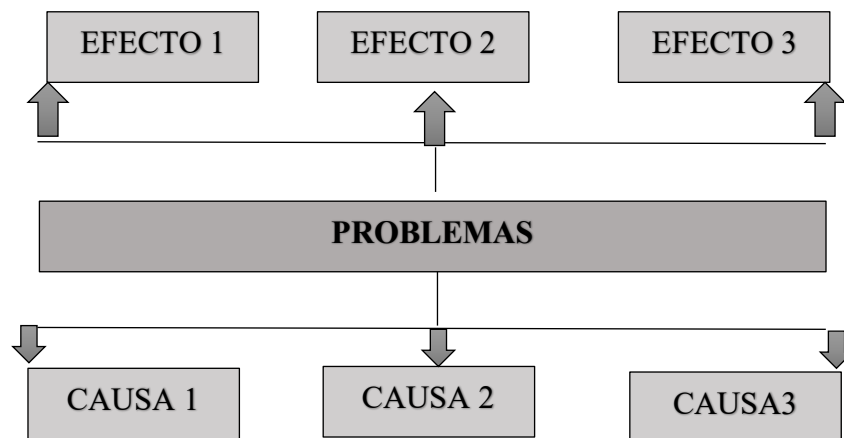 EFECTO 1
EFECTO 2
EFECTO 3
PROBLEMAS
CAUSA 1
CAUSA 2
CAUSA3